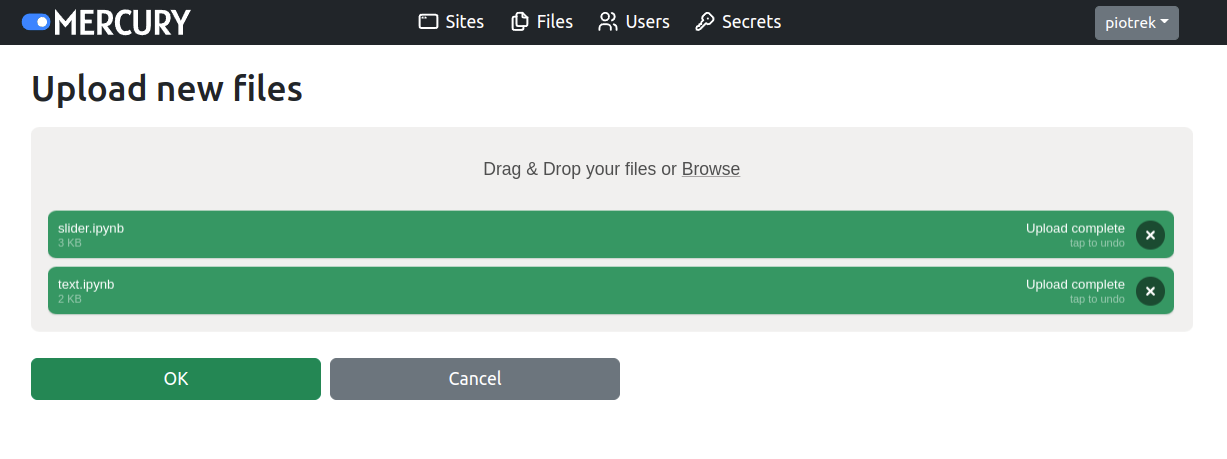 MERCURY Sites Files Users Secrets piotrek
Upload new files
Drag & Drop your files or Browse
slider.ipynb Upload complete
3 KB tap to undo
text.ipynb Upload complete
2 KB tap to undo
OK Cancel